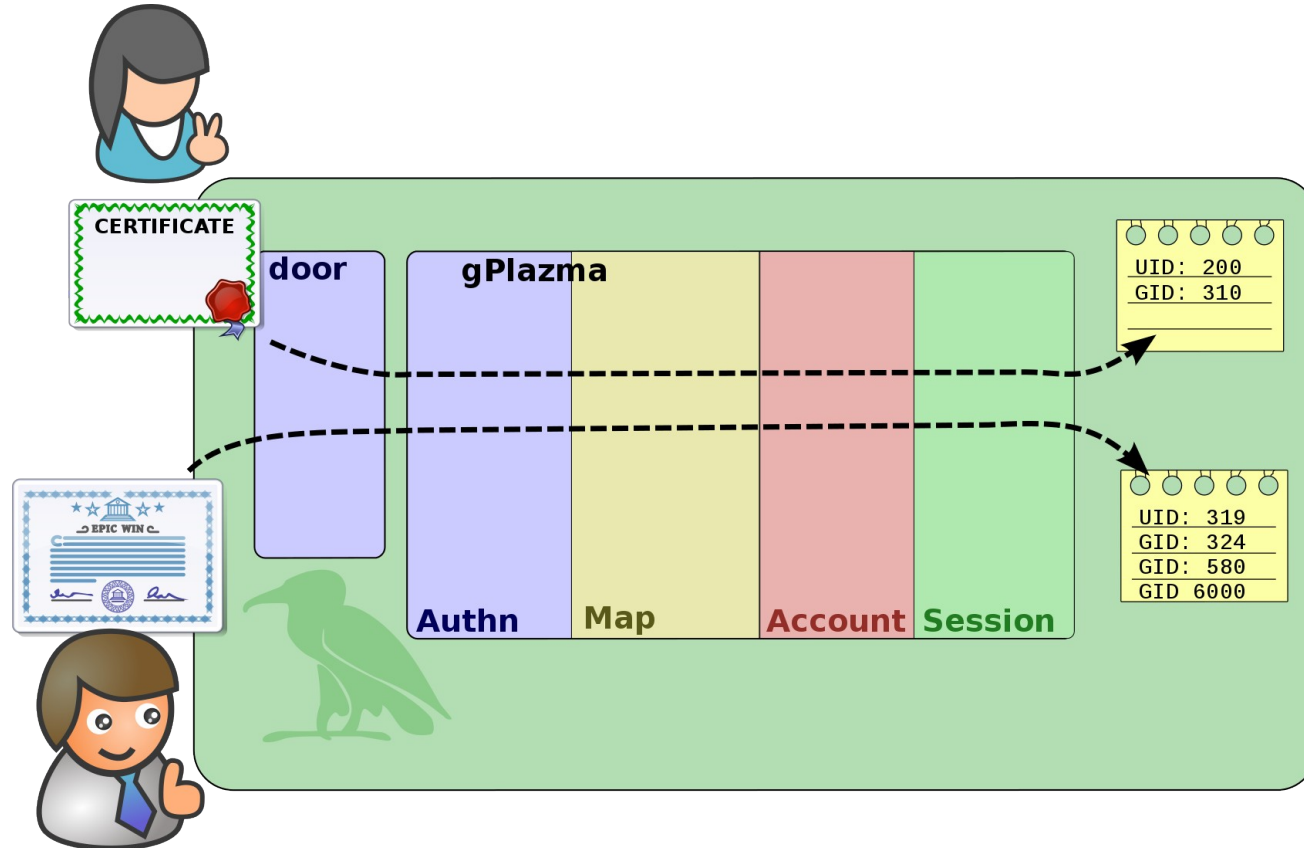 CERTIFICATE
door
gPlazma
UID: 200
GID: 310
EPIC WIN
UID: 319
GID: 324
GID: 580
GID 6000
Authn
Map
Account
Session